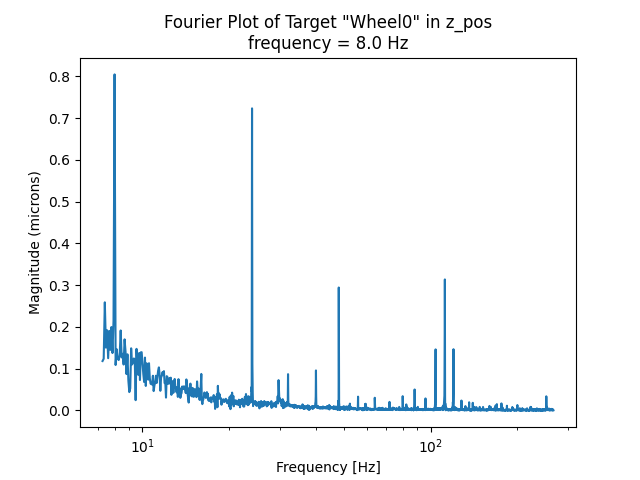 Fourier Plot of Target "Wheel0" in z_pos
frequency = 8.0 Hz
Magnitude (microns)
0.8
0.7
0.6
0.5
0.4
0.3
0.2
0.1
0.0
10¹
10²
Frequency [Hz]